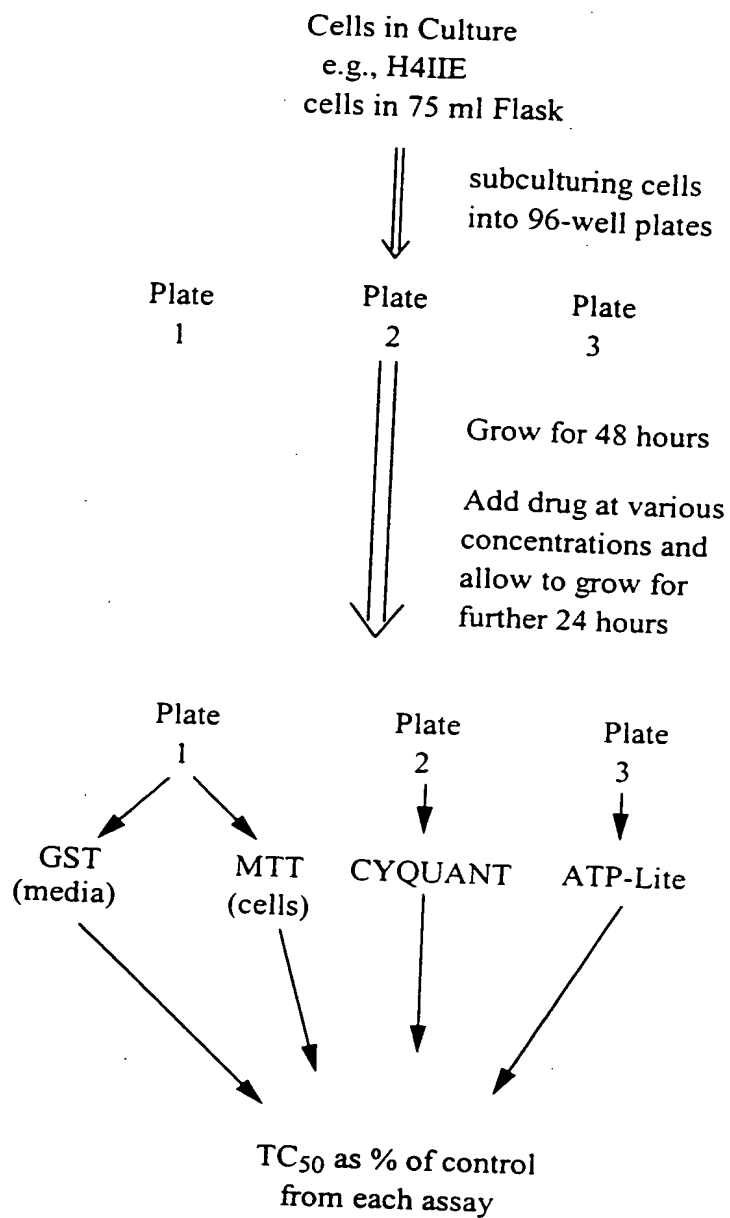 Cells in Culture
e.g., H4IIE
cells in 75 ml Flask
subculturing cells
into 96-well plates
Plate
1
Plate
2
Plate
3
Grow for 48 hours
Add drug at various
concentrations and
allow to grow for
further 24 hours
Plate
1
Plate
2
Plate
3
GST
(media)
MTT
(cells)
CYQUANT
ATP-Lite
TC50 as % of control
from each assay